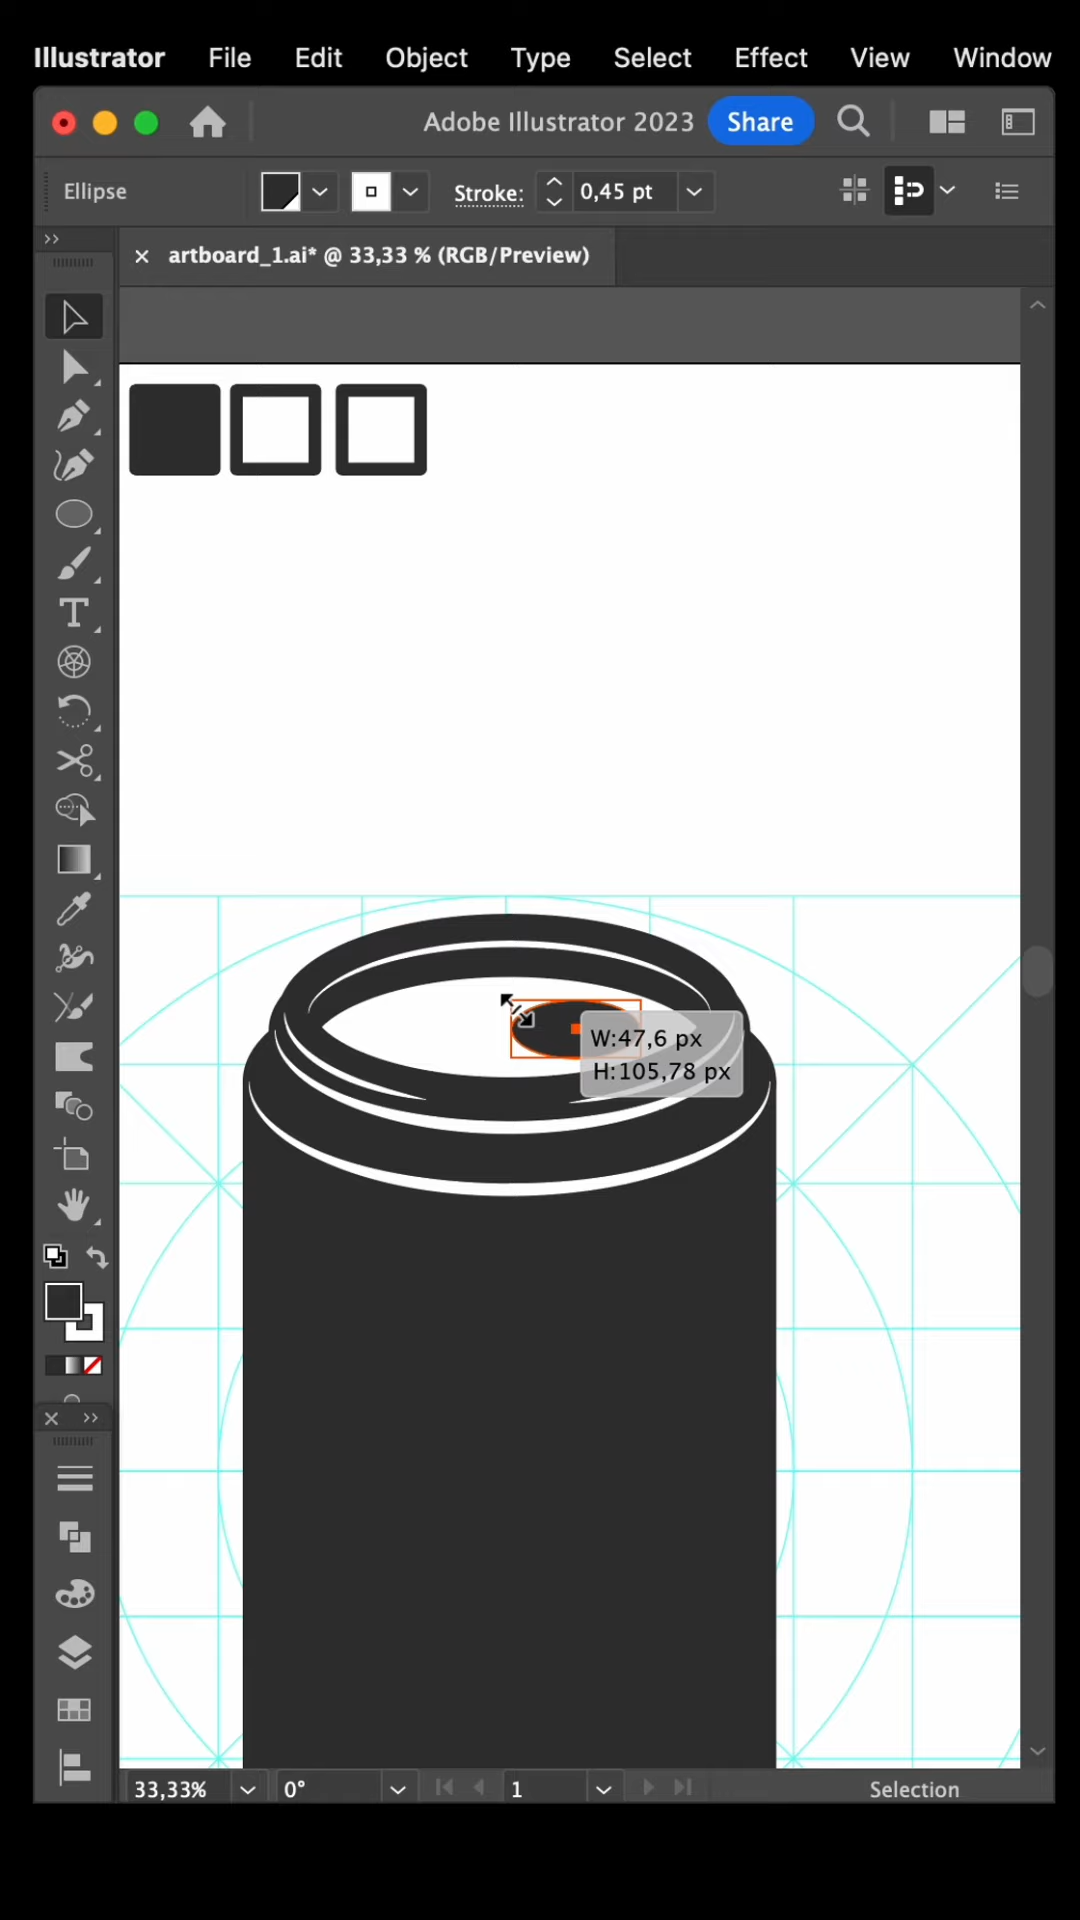 Illustrator File Edit Object Type Select Effect View Window
Adobe Illustrator 2023 Share
Ellipse Stroke: 0,45 pt
artboard_1.ai* @ 33,33 % (RGB/Preview)
W:47,6 px
H:105,78 px
33,33% 0° 1 Selection